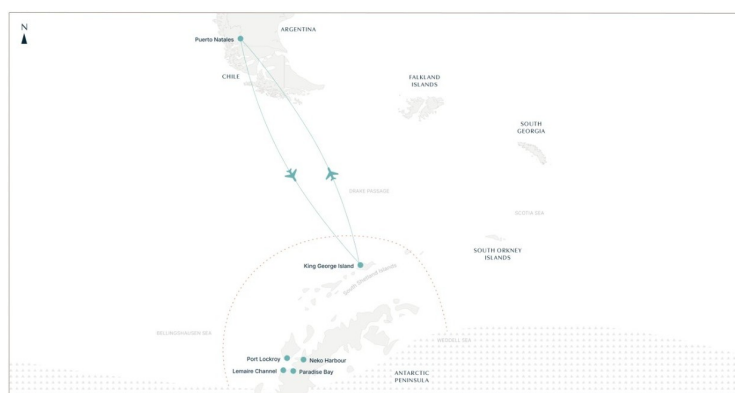 N
ARGENTINA
Puerto Natales
CHILE
FALKLAND
ISLANDS
SOUTH
GEORGIA
DRAKE PASSAGE
SCOTIA SEA
SOUTH ORKNEY
ISLANDS
King George Island
South Shetland Islands
BELLINGHAUSEN SEA
WEDDELL SEA
Port Lockroy
Neko Harbour
Lemaire Channel
Paradise Bay
ANTARCTIC
PENINSULA